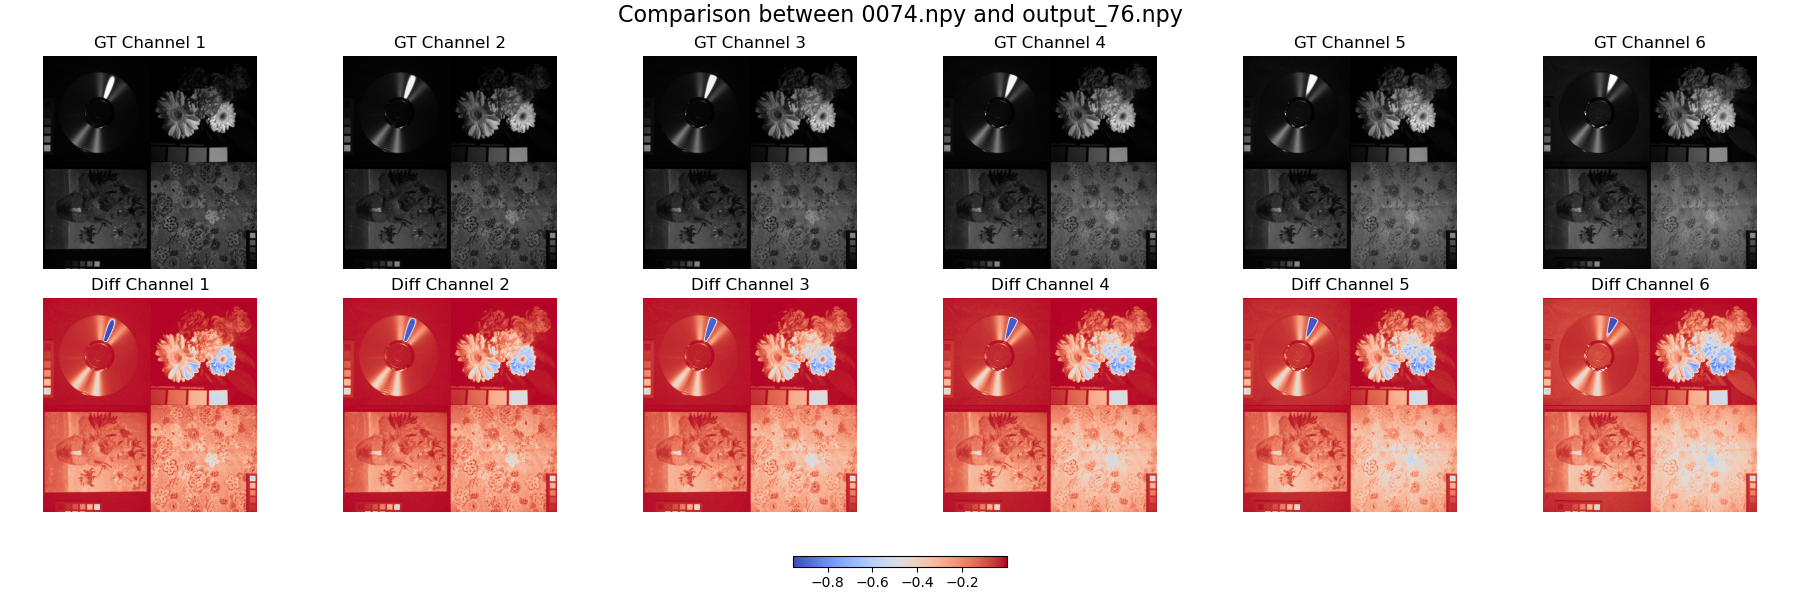 Comparison between 0074.npy and output_76.npy
GT Channel 1
GT Channel 2
GT Channel 3
GT Channel 4
GT Channel 5
GT Channel 6
Diff Channel 1
Diff Channel 2
Diff Channel 3
Diff Channel 4
Diff Channel 5
Diff Channel 6
−0.8 −0.6 −0.4 −0.2